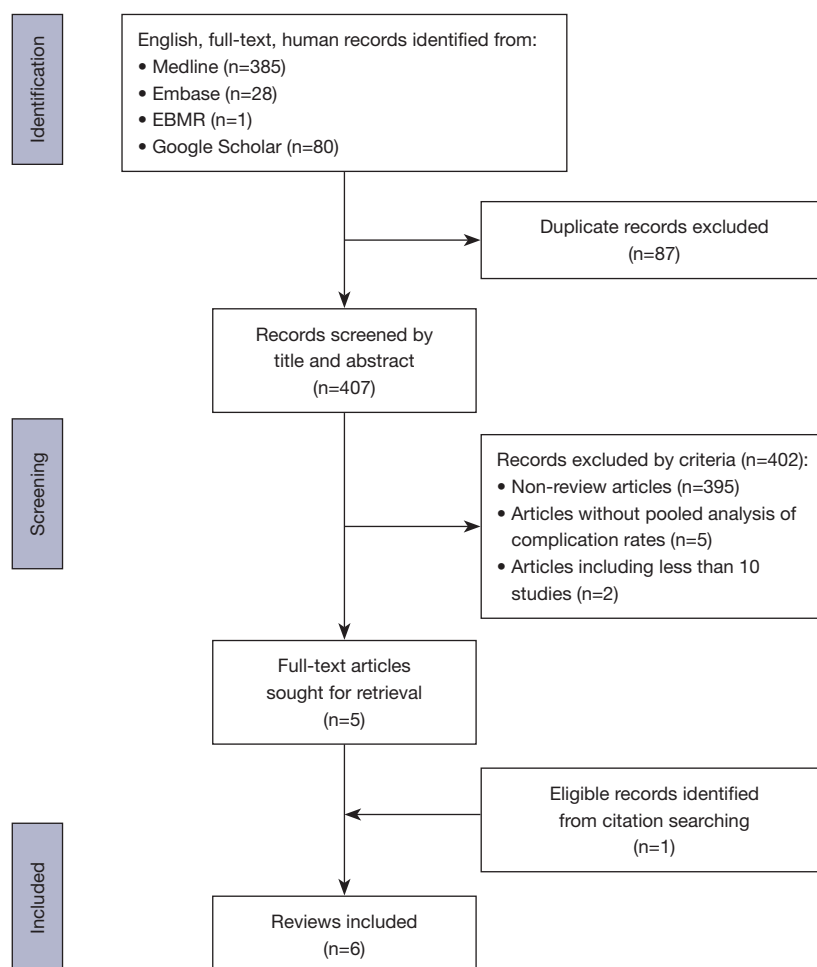 Identification
English, full-text, human records identified from:
• Medline (n=385)
• Embase (n=28)
• EBMR (n=1)
• Google Scholar (n=80)
Duplicate records excluded
(n=87)
Records screened by
title and abstract
(n=407)
Screening
Records excluded by criteria (n=402):
• Non-review articles (n=395)
• Articles without pooled analysis of
complication rates (n=5)
• Articles including less than 10
studies (n=2)
Full-text articles
sought for retrieval
(n=5)
Eligible records identified
from citation searching
(n=1)
Included
Reviews included
(n=6)